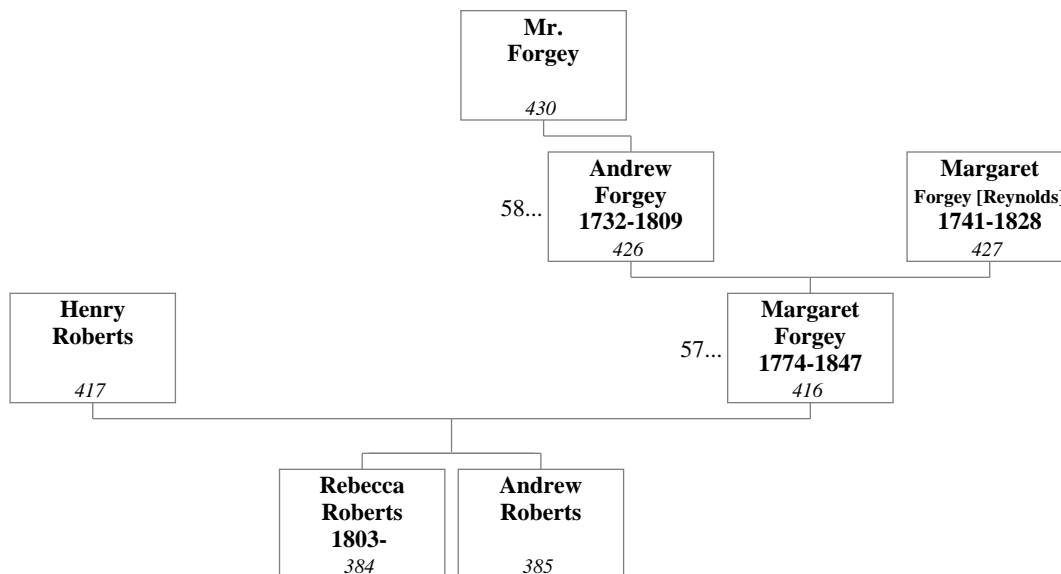 Mr.
Forgey
430
Andrew
Forgey
1732-1809
426
58...
Margaret
Forgey [Reynolds]
1741-1828
427
Henry
Roberts
417
57...
Margaret
Forgey
1774-1847
416
Rebecca
Roberts
1803-
384
Andrew
Roberts
385